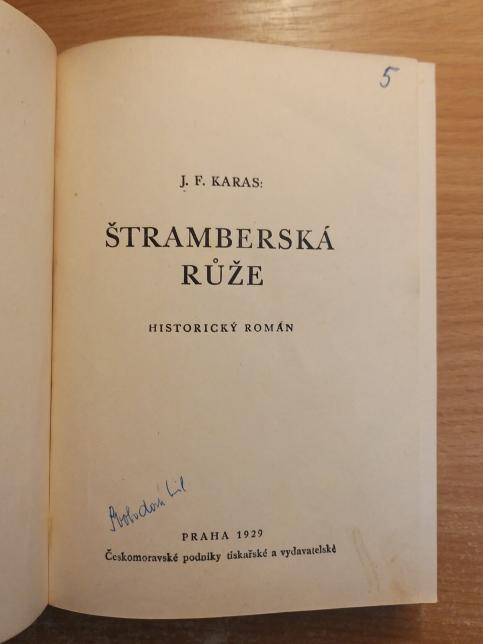 5
J. F. KARAS:
ŠTRAMBERSKÁ
RŮŽE
HISTORICKÝ ROMÁN
PRAHA 1929
Českomoravské podniky tiskařské a vydavatelské